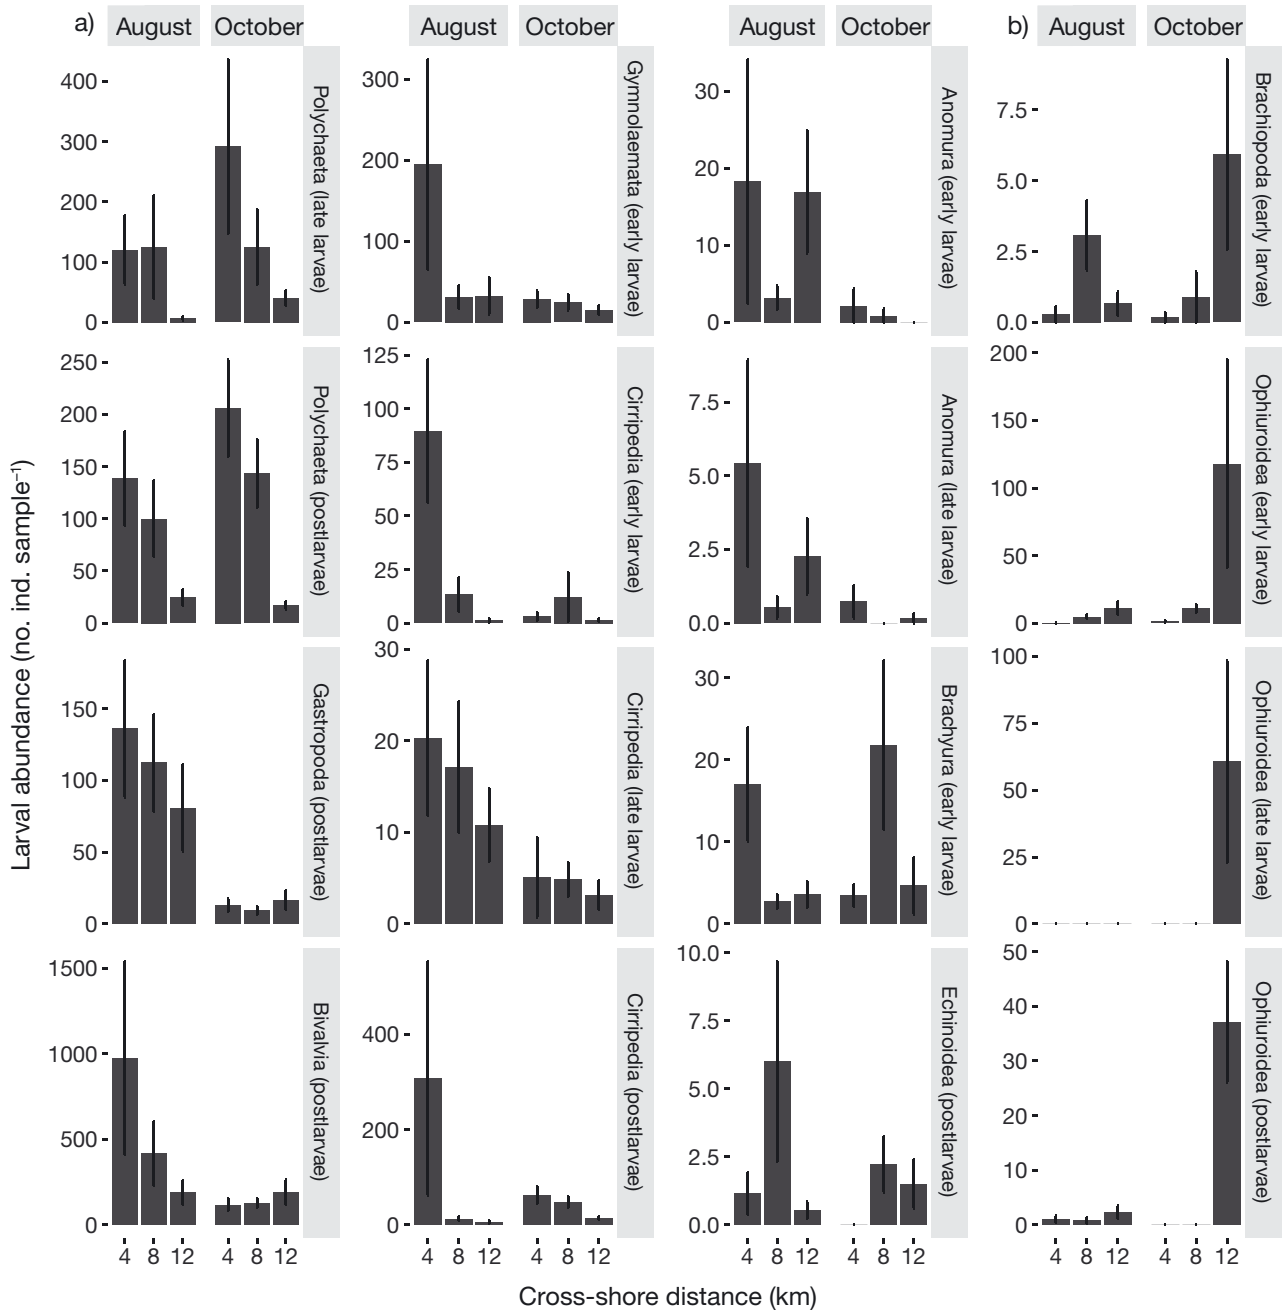 a)
August
October
August
October
August
October
b)
August
October
400
300
200
100
0
Polychaeta (late larvae)
300
200
100
0
Gymnolaemata (early larvae)
30
20
10
0
Anomura (early larvae)
7.5
5.0
2.5
0.0
Brachiopoda (early larvae)
250
200
150
100
50
0
Polychaeta (postlarvae)
125
100
75
50
25
0
Cirripedia (early larvae)
7.5
5.0
2.5
0.0
Anomura (late larvae)
200
150
100
50
0
Ophiuroidea (early larvae)
Larval abundance (no. ind. sample⁻¹)
150
100
50
0
Gastropoda (postlarvae)
30
20
10
0
Cirripedia (late larvae)
30
20
10
0
Brachyura (early larvae)
100
75
50
25
0
Ophiuroidea (late larvae)
1500
1000
500
0
Bivalvia (postlarvae)
400
200
0
Cirripedia (postlarvae)
10.0
7.5
5.0
2.5
0.0
Echinoidea (postlarvae)
50
40
30
20
10
0
Ophiuroidea (postlarvae)
4 8 12 4 8 12 4 8 12 4 8 12 4 8 12 4 8 12 4 8 12 4 8 12
Cross-shore distance (km)